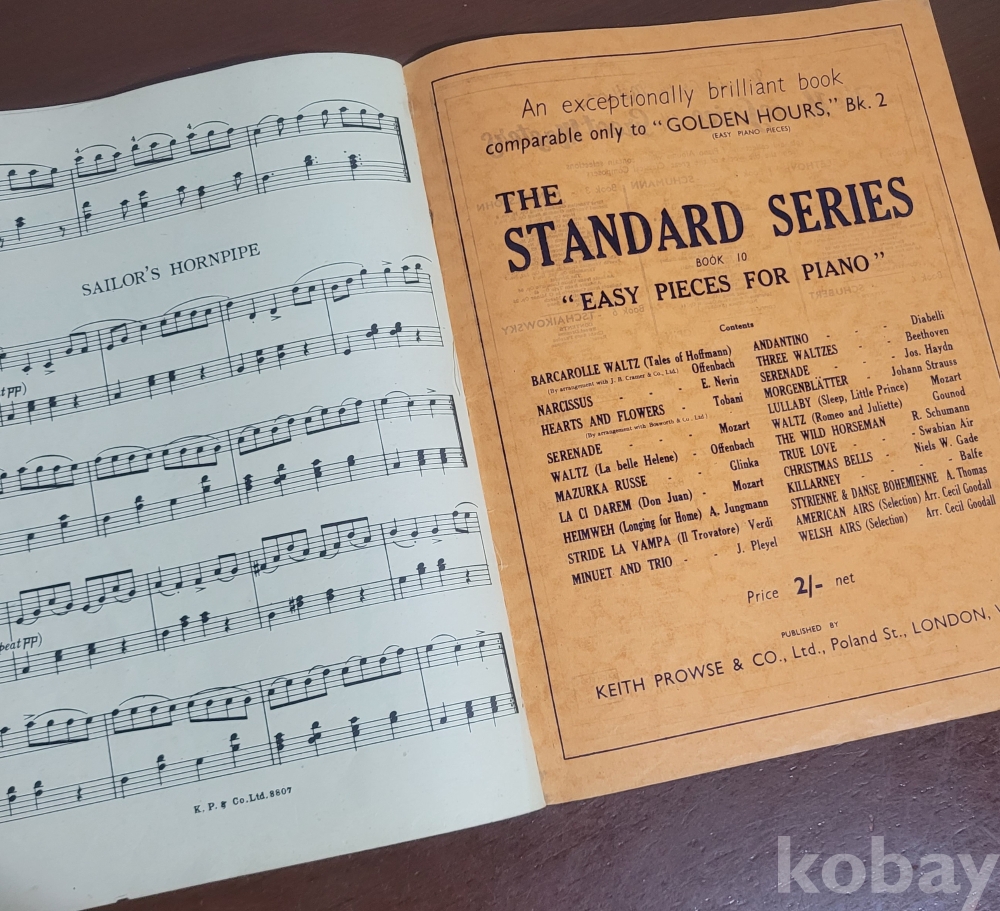 SAILOR'S HORNPIPE
pp)
peat pp)
K. P. & Co. Ltd. 8807
An exceptionally brilliant book
comparable only to "GOLDEN HOURS," Bk. 2
(EASY PIANO PIECES)
THE
STANDARD SERIES
BOOK 10
"EASY PIECES FOR PIANO"
Contents
BARCAROLLE WALTZ (Tales of Hoffmann)
(By arrangement with J. B. Cramer & Co., Ltd.) Offenbach
NARCISSUS - - - E. Nevin
HEARTS AND FLOWERS - Tobani
(By arrangement with Bosworth & Co., Ltd.)
SERENADE - - - Mozart
WALTZ (La belle Helene) - Offenbach
MAZURKA RUSSE - - Glinka
LA CI DAREM (Don Juan) - Mozart
HEIMWEH (Longing for Home) A. Jungmann
STRIDE LA VAMPA (Il Trovatore) Verdi
MINUET AND TRIO - - J. Pleyel
ANDANTINO - - - Diabelli
THREE WALTZES - - Beethoven
SERENADE - - - Jos. Haydn
MORGENBLÄTTER - Johann Strauss
LULLABY (Sleep, Little Prince) Mozart
WALTZ (Romeo and Juliette) Gounod
THE WILD HORSEMAN R. Schumann
TRUE LOVE - - - Swabian Air
CHRISTMAS BELLS - Niels W. Gade
KILLARNEY - - - Balfe
STYRIENNE & DANSE BOHEMIENNE A. Thomas
AMERICAN AIRS (Selection) Arr. Cecil Goodall
WELSH AIRS (Selection) Arr. Cecil Goodall
Price 2/- net
PUBLISHED BY
KEITH PROWSE & CO., Ltd., Poland St., LONDON, W
kobay